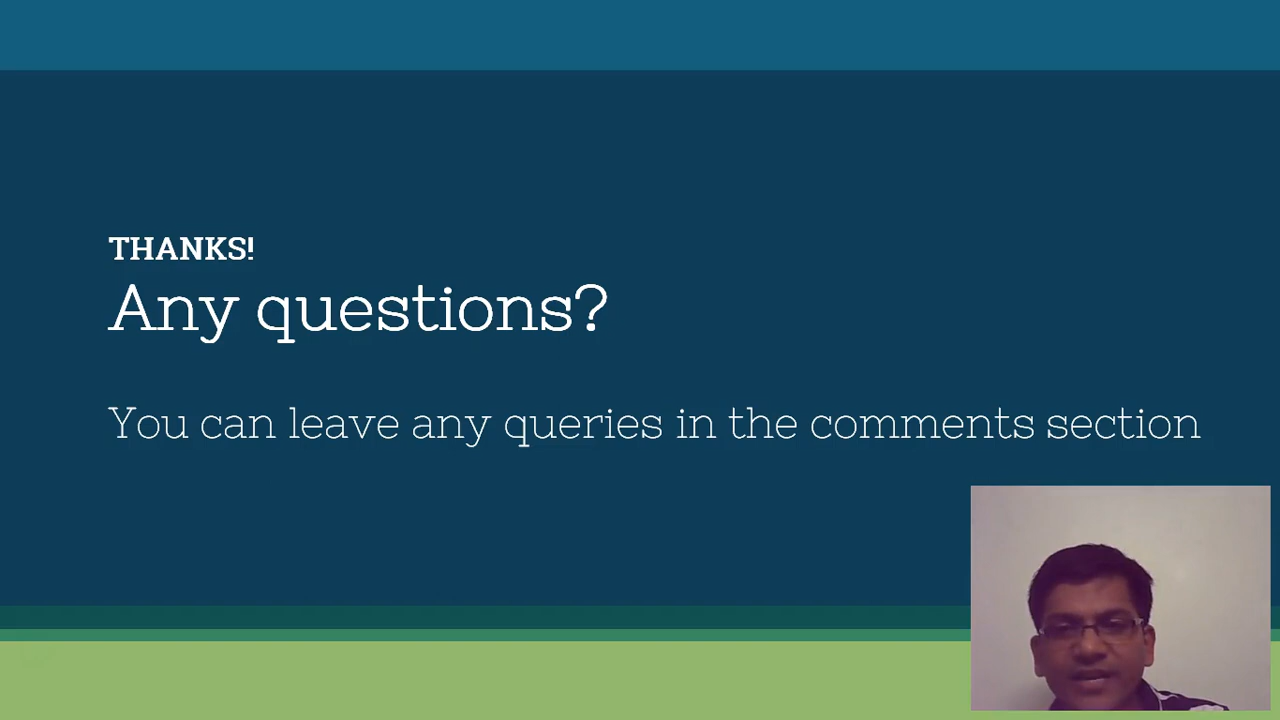 THANKS!
Any questions?
You can leave any queries in the comments section